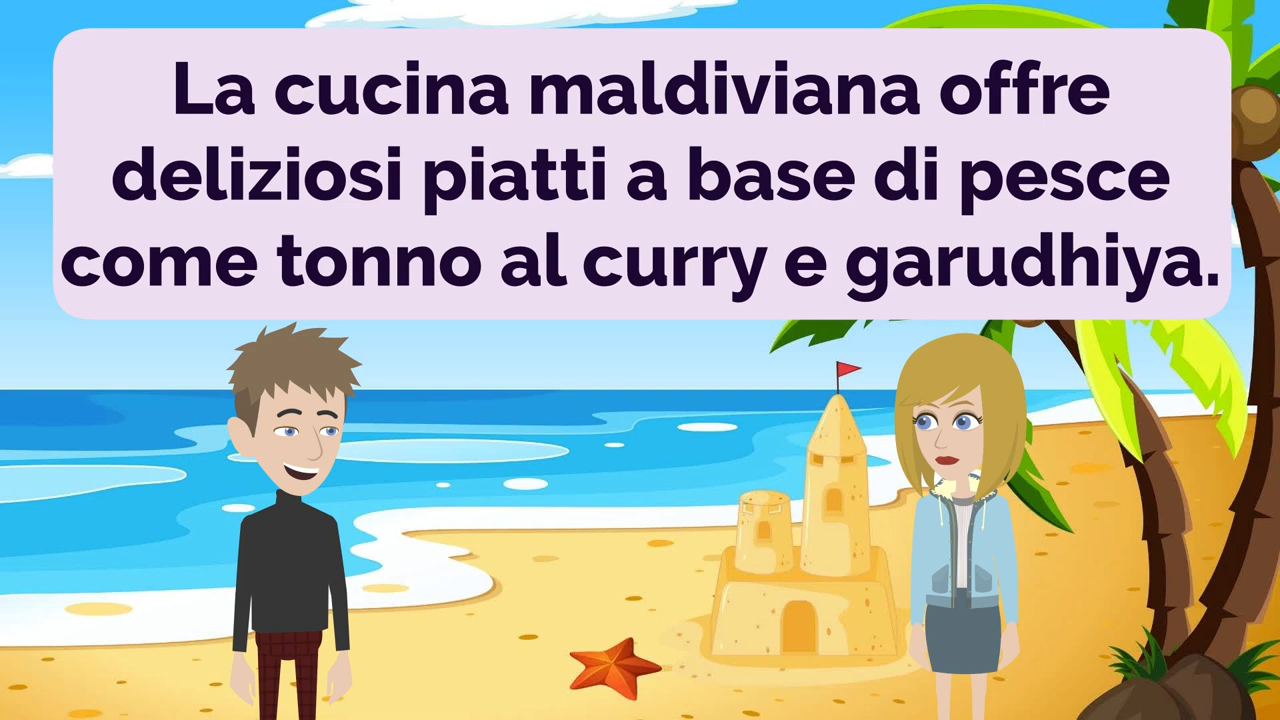 La cucina maldiviana offre
deliziosi piatti a base di pesce
come tonno al curry e garudhiya.